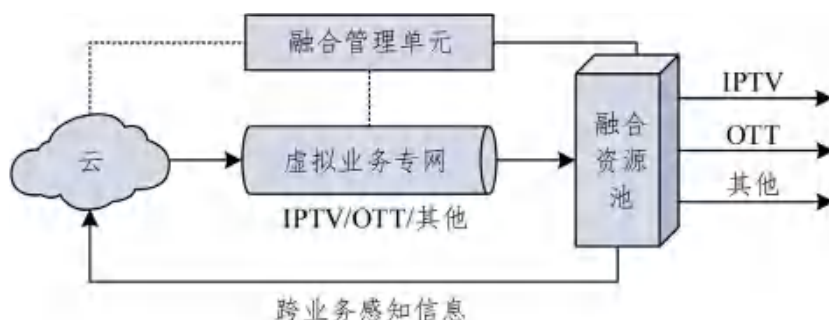 融合管理单元
云
虚拟业务专网
IPTV/OTT/其他
融合
资源
池
IPTV
OTT
其他
跨业务感知信息